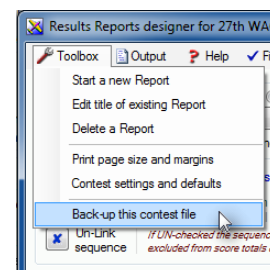 Results Reports designer for 27th WA
Toolbox Output ? Help ✓ F
Start a new Report
Edit title of existing Report
Delete a Report
Print page size and margins
Contest settings and defaults
Back-up this contest file
Un-Link If UN-checked the sequenc
sequence excluded from score totals